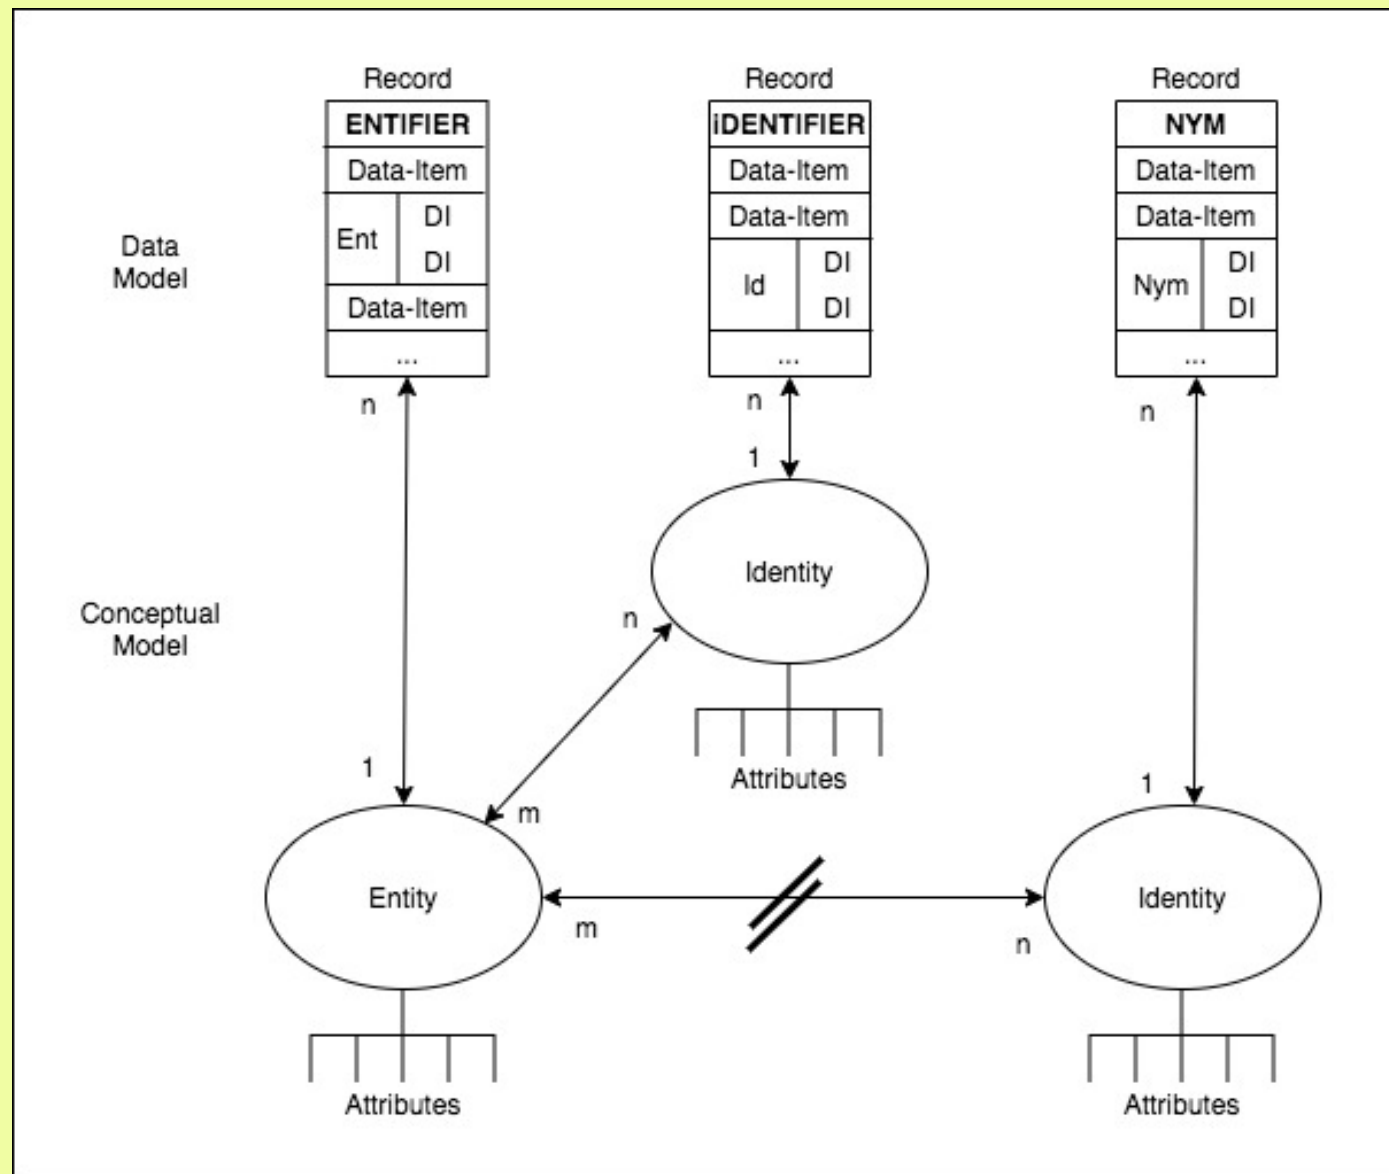 Record
ENTIFIER
Data-Item
Ent
DI
DI
Data-Item
...
Record
iDENTIFIER
Data-Item
Data-Item
Id
DI
DI
...
Record
NYM
Data-Item
Data-Item
Nym
DI
DI
...
Data
Model
n
n
n
1
Identity
Conceptual
Model
n
Attributes
1
m
1
Entity
m
n
Identity
Attributes
Attributes